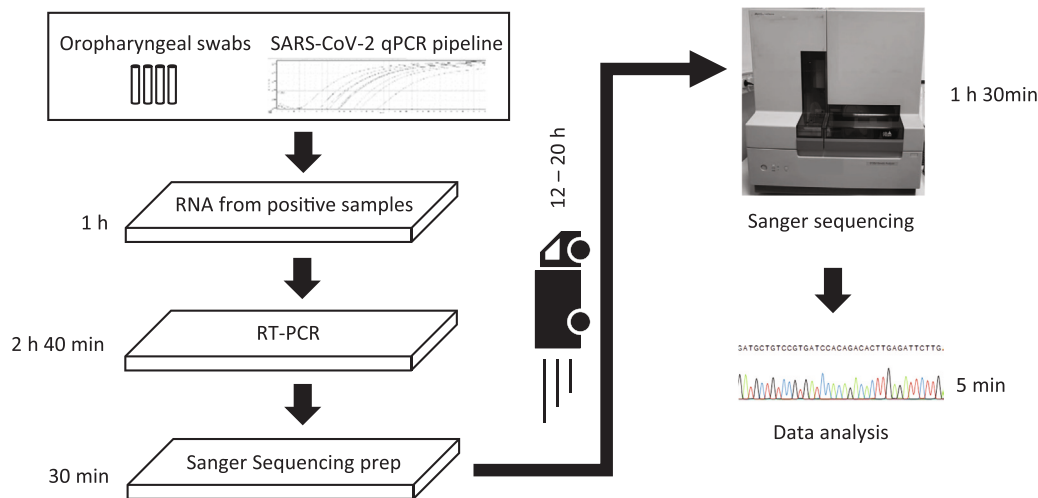 Oropharyngeal swabs
SARS-CoV-2 qPCR pipeline
1 h
RNA from positive samples
2 h 40 min
RT-PCR
30 min
Sanger Sequencing prep
12 – 20 h
1 h 30min
Sanger sequencing
GATGCTGTCCGTGATCCACAGACACTTGAGATTCTTG.
5 min
Data analysis